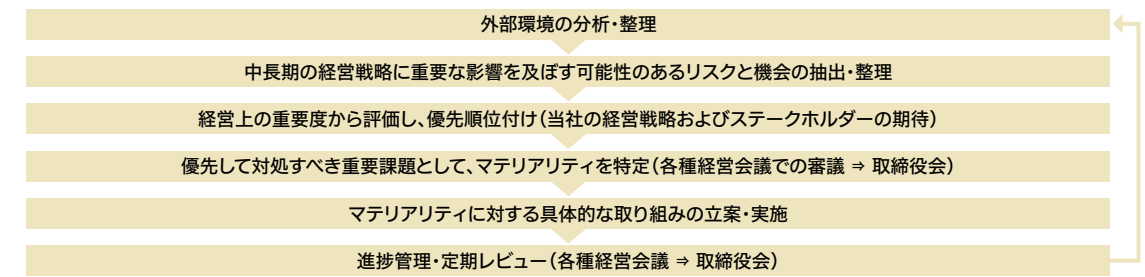 外部環境の分析・整理
中長期の経営戦略に重要な影響を及ぼす可能性のあるリスクと機会の抽出・整理
経営上の重要度から評価し、優先順位付け（当社の経営戦略およびステークホルダーの期待）
優先して対処すべき重要課題として、マテリアリティを特定（各種経営会議での審議 ⇒ 取締役会）
マテリアリティに対する具体的な取り組みの立案・実施
進捗管理・定期レビュー（各種経営会議 ⇒ 取締役会）